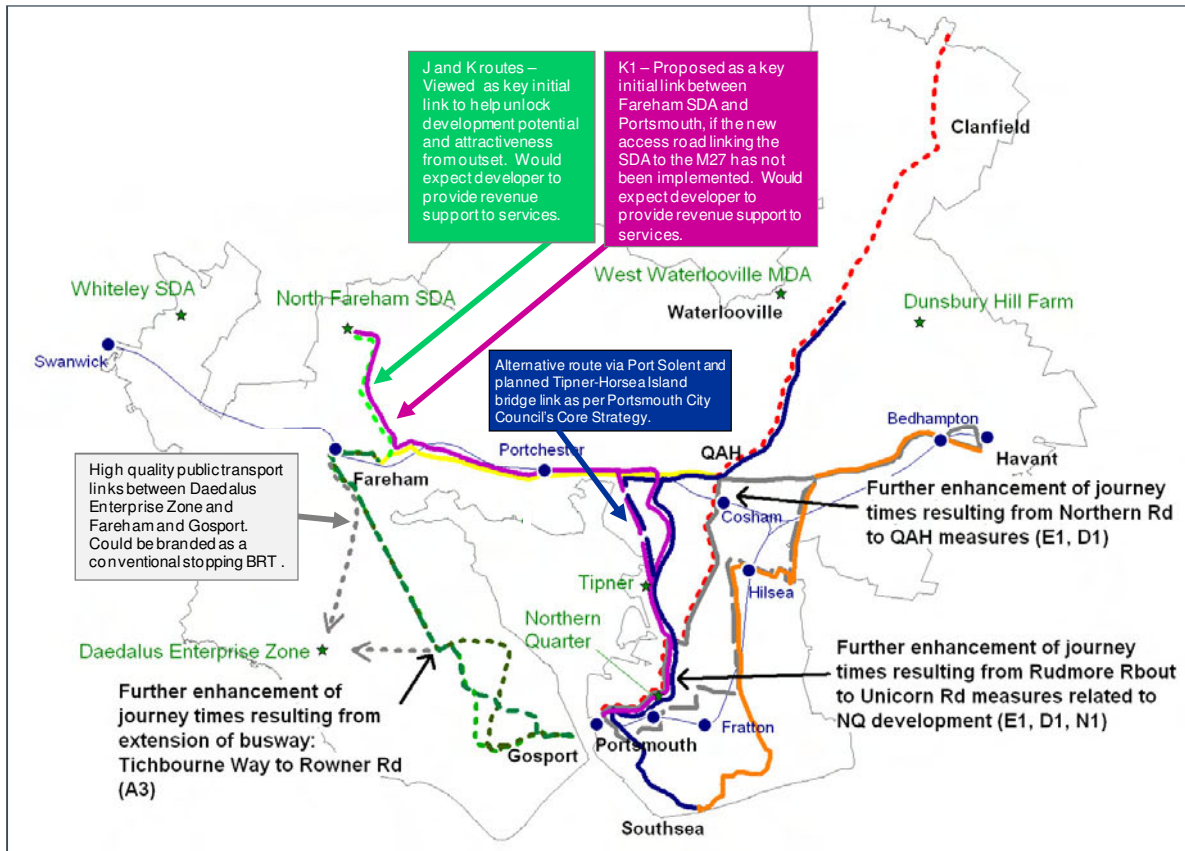 J and K routes –
Viewed as key initial
link to help unlock
development potential
and attractiveness
from outset. Would
expect developer to
provide revenue
support to services.
K1 – Proposed as a key
initial link between
Fareham SDA and
Portsmouth, if the new
access road linking the
SDA to the M27 has not
been implemented. Would
expect developer to
provide revenue support to
services.
Clanfield
Whiteley SDA
North Fareham SDA
West Waterlooville MDA
Waterlooville
Dunsbury Hill Farm
Swanwick
Alternative route via Port Solent and
planned Tipner-Horsea Island
bridge link as per Portsmouth City
Council's Core Strategy.
Bedhampton
Portchester
QAH
Havant
Fareham
High quality public transport
links between Daedalus
Enterprise Zone and
Fareham and Gosport.
Could be branded as a
conventional stopping BRT .
Cosham
Further enhancement of journey
times resulting from Northern Rd
to QAH measures (E1, D1)
Tipner
Hilsea
Northern
Quarter
Daedalus Enterprise Zone
Further enhancement of
journey times resulting from
extension of busway:
Tichbourne Way to Rowner Rd
(A3)
Further enhancement of journey
times resulting from Rudmore Rbout
to Unicorn Rd measures related to
NQ development (E1, D1, N1)
Gosport
Portsmouth
Fratton
Southsea